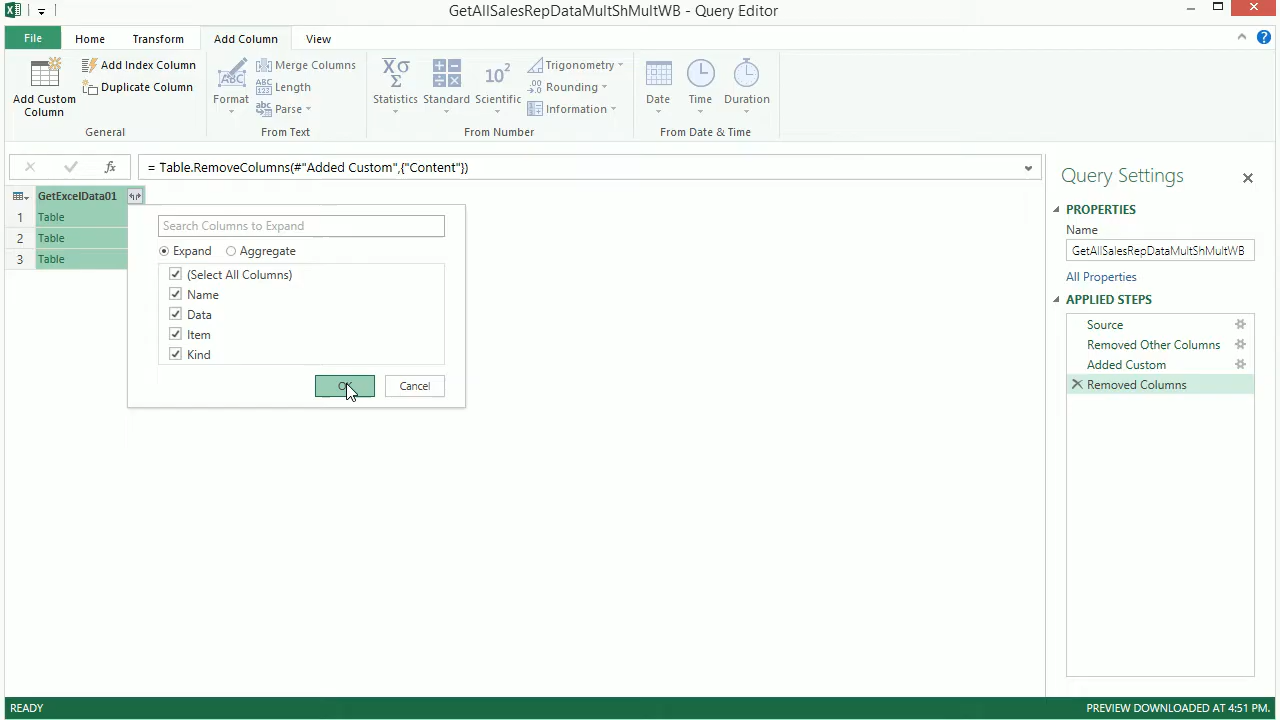 GetAllSalesRepDataMultShMultWB - Query Editor
File Home Transform Add Column View
Add Custom Column
Add Index Column
Duplicate Column
General
Format
Merge Columns
Length
Parse
From Text
Statistics
Standard
Scientific
Trigonometry
Rounding
Information
From Number
Date
Time
Duration
From Date & Time
fx = Table.RemoveColumns(#"Added Custom",{"Content"})
GetExcelData01
1 Table
2 Table
3 Table
Search Columns to Expand
Expand Aggregate
(Select All Columns)
Name
Data
Item
Kind
OK Cancel
Query Settings
PROPERTIES
Name
GetAllSalesRepDataMultShMultWB
All Properties
APPLIED STEPS
Source
Removed Other Columns
Added Custom
Removed Columns
READY
PREVIEW DOWNLOADED AT 4:51 PM.